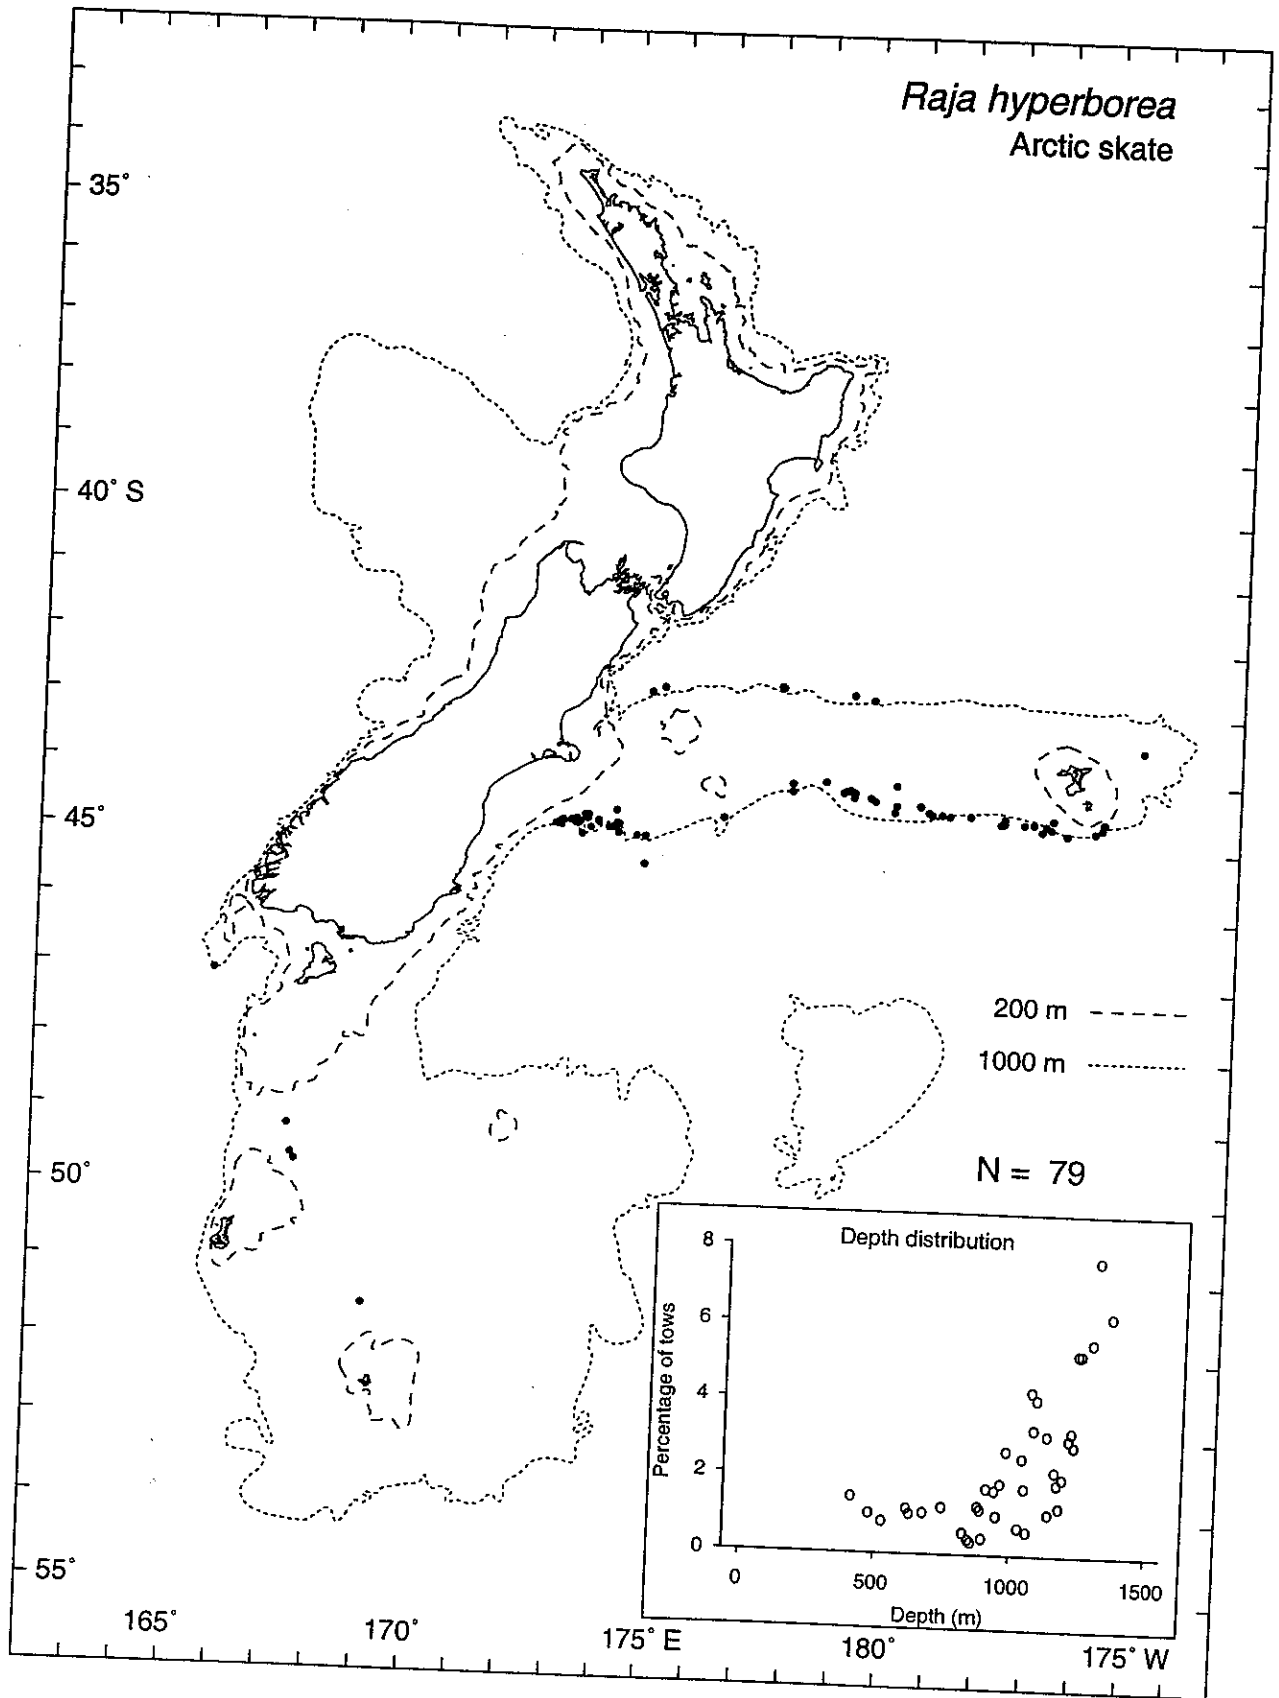 Raja hyperborea
Arctic skate
35°
40° S
45°
50°
55°
200 m
1000 m
N = 79
Depth distribution
Percentage of tows
8
6
4
2
0
0 500 1000 1500
Depth (m)
165° 170° 175° E 180° 175° W